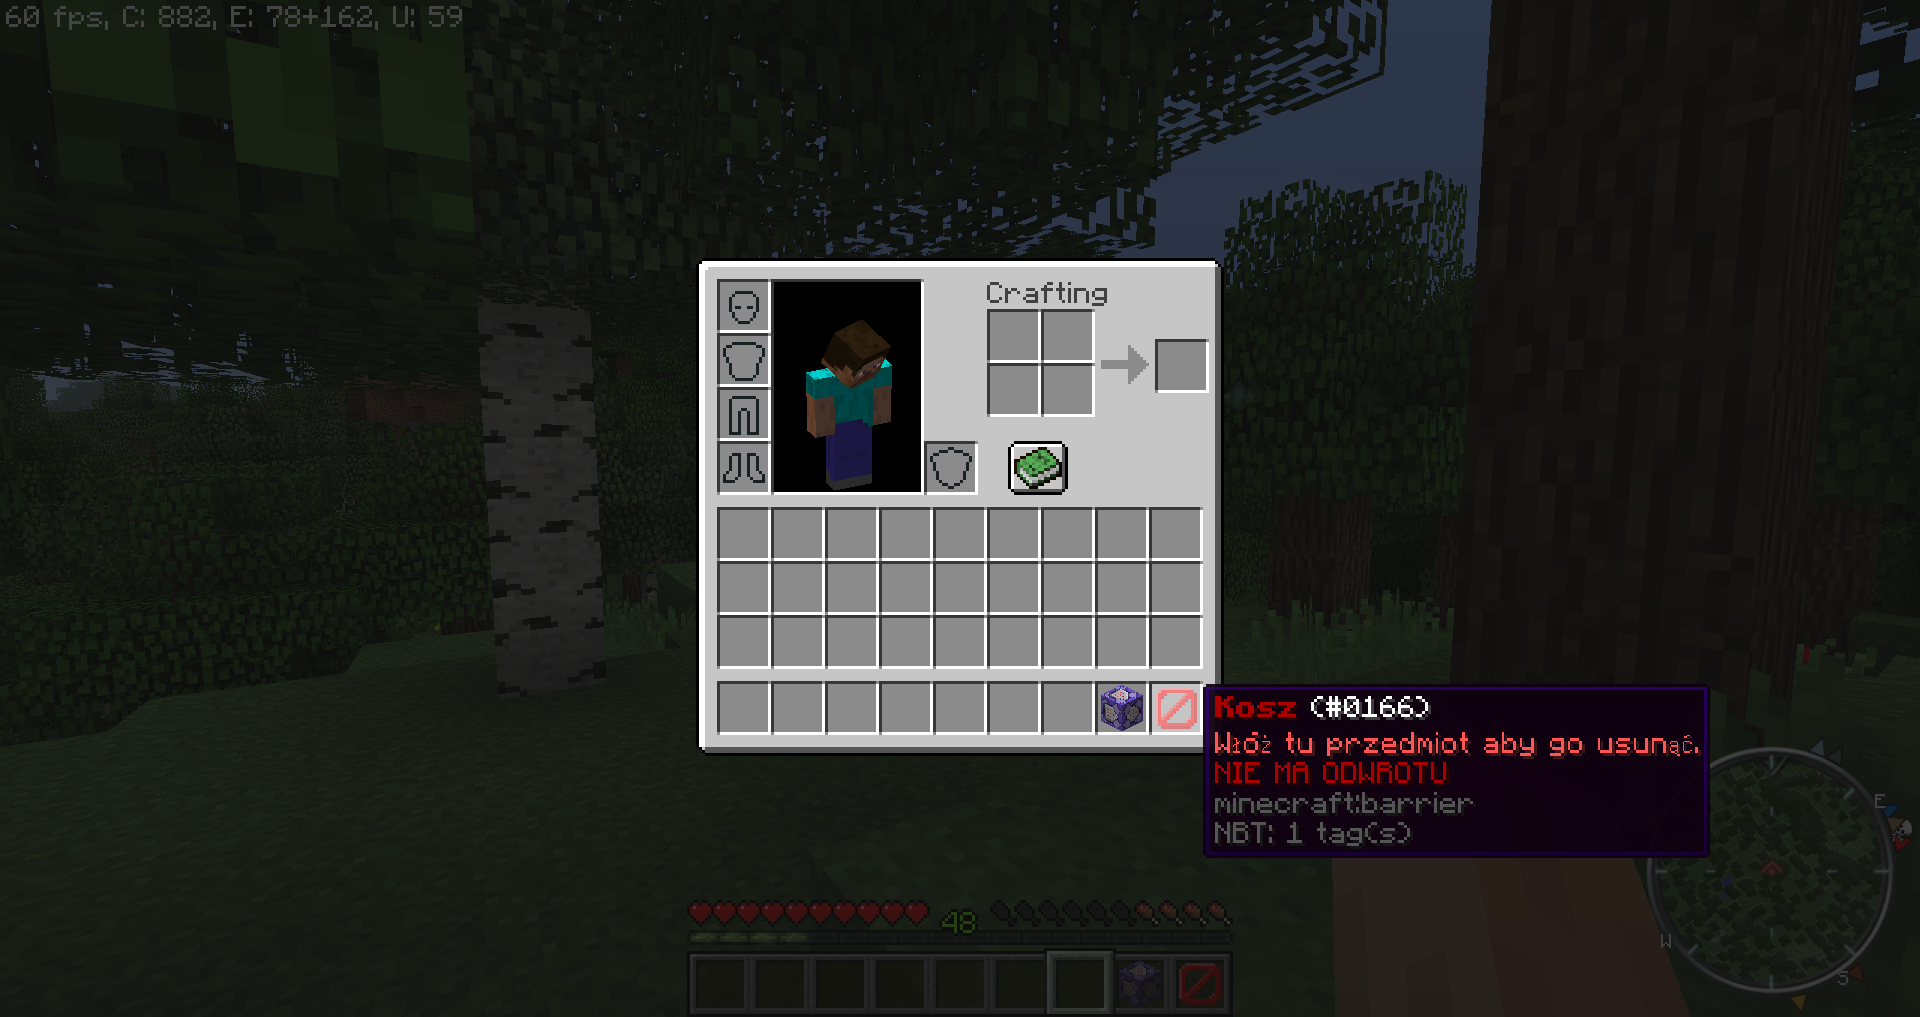 60 fps, C: 882, E: 78+162, U: 59
Crafting
Kosz (#0166)
Włóż tu przedmiot aby go usunąć.
NIE MA ODWROTU
minecraft:barrier
NBT: 1 tag(s)
48
E
W
S